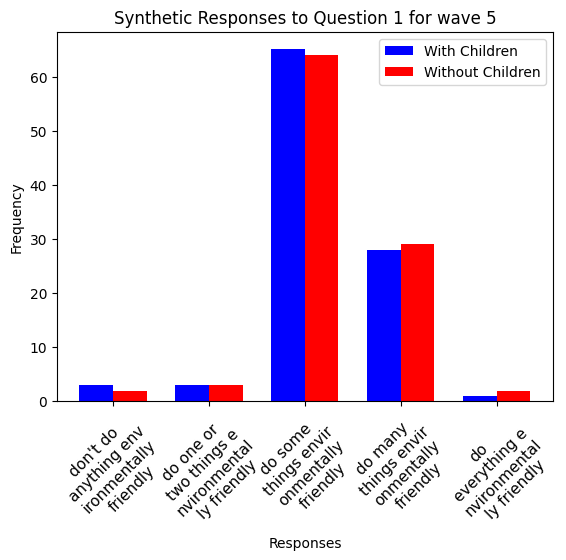 Synthetic Responses to Question 1 for wave 5
With Children
Without Children
Frequency
60
50
40
30
20
10
0
don't do
anything env
ironmentally
friendly
do one or
two things e
nvironmental
ly friendly
do some
things envir
onmentally
friendly
do many
things envir
onmentally
friendly
do
everything e
nvironmental
ly friendly
Responses